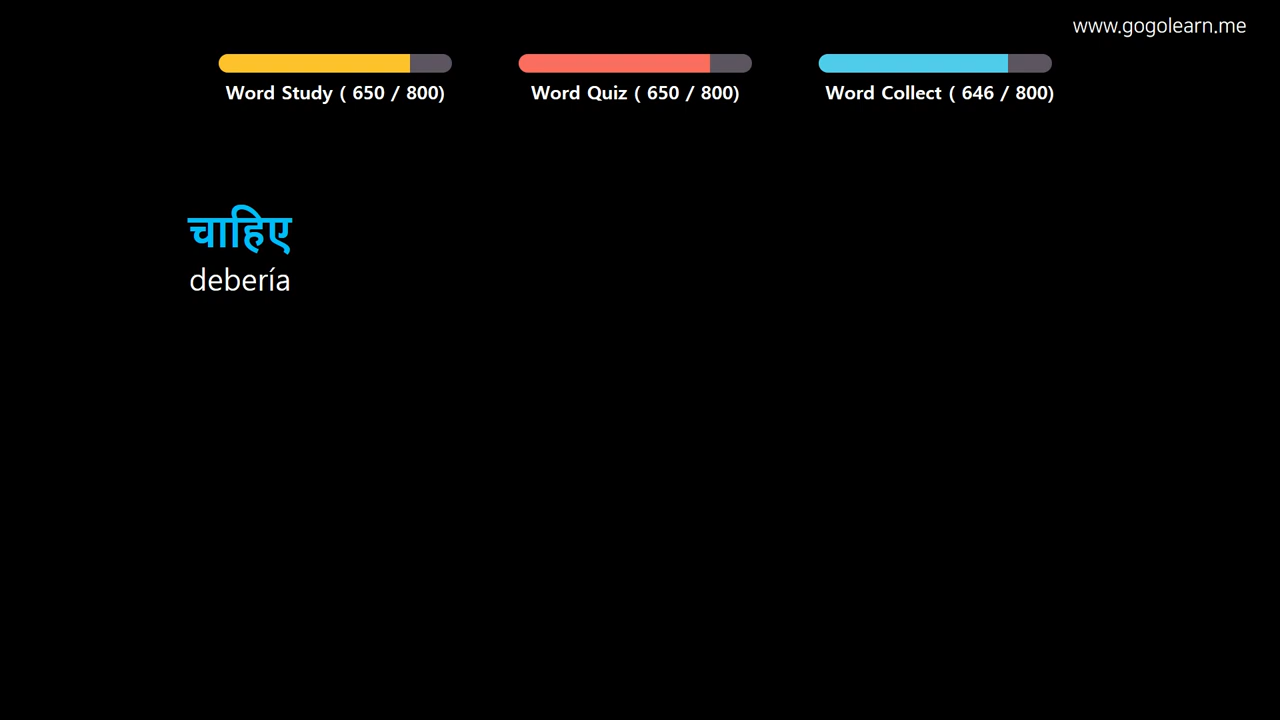 www.gogolearn.me
Word Study ( 650 / 800)
Word Quiz ( 650 / 800)
Word Collect ( 646 / 800)
चाहिए
debería